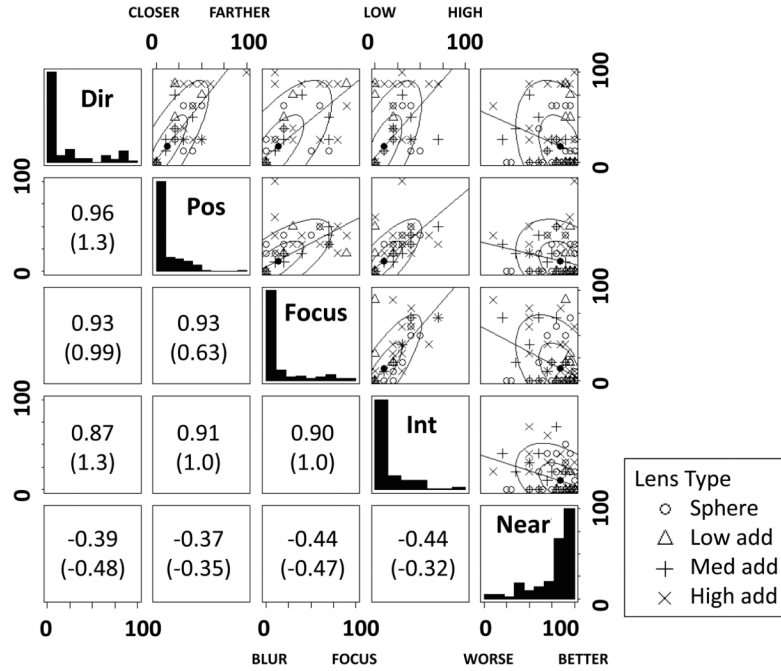 CLOSER FARTHER LOW HIGH
0 100 0 100
Dir
0 100
100
Pos
0
0.96
(1.3)
Focus
0 100
0.93
(0.99)
0.93
(0.63)
Int
100
0
0.87
(1.3)
0.91
(1.0)
0.90
(1.0)
Near
0 100
-0.39
(-0.48)
-0.37
(-0.35)
-0.44
(-0.47)
-0.44
(-0.32)
0 100 0 100 0 100
BLUR FOCUS WORSE BETTER
Lens Type
Sphere
Low add
Med add
High add